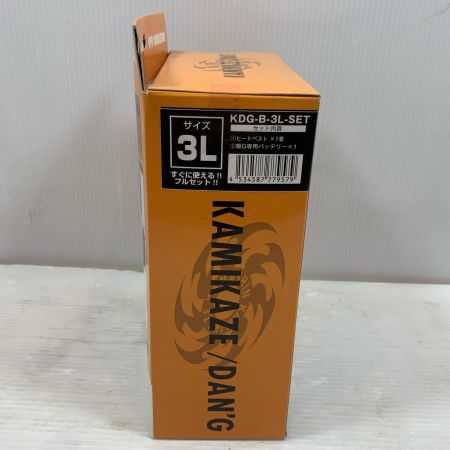 KAMIKAZE
サイズ
3L
すぐに使える!!
フルセット!!
KDG-B-3L-SET
セット内容
①ヒートベスト ×1着
②暖G専用バッテリー×1
4 534587 779579
KAMIKAZE /DAN'G